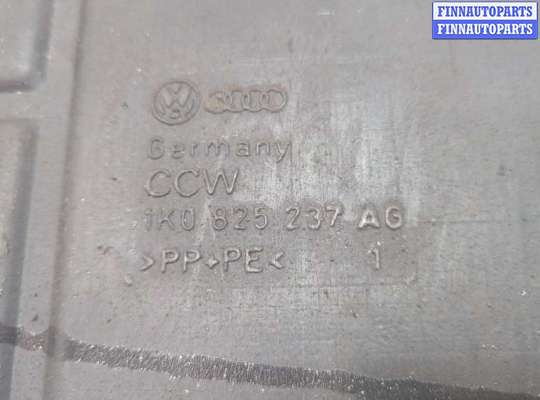 FINNAUTOPARTS
FINNAUTOPARTS
Germany
CCW
1K0 825 237 AG
>PP+PE< 1